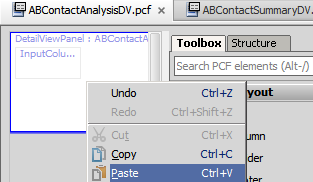 ABContactAnalysisDV.pcf
ABContactSummaryDV.
DetailViewPanel : ABContactA
InputColu...
Toolbox
Structure
Search PCF elements (Alt-/)
Undo Ctrl+Z
Redo Ctrl+Shift+Z
Cut Ctrl+X
Copy Ctrl+C
Paste Ctrl+V